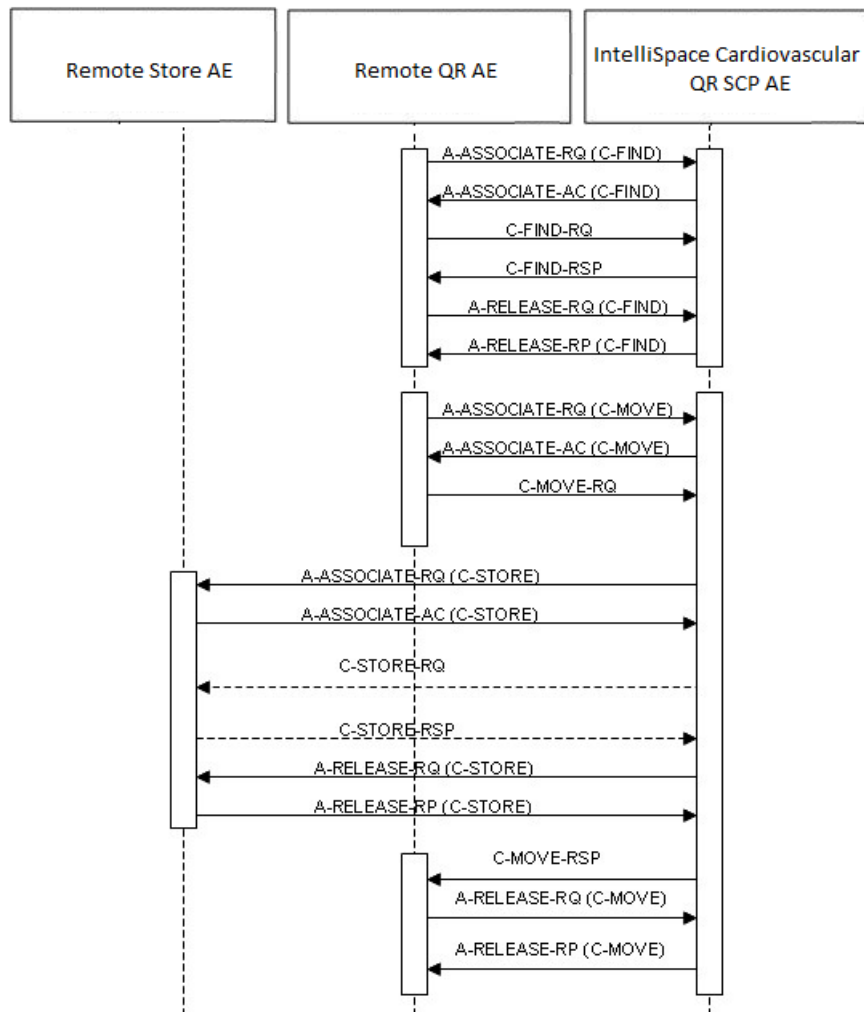 Remote Store AE
Remote QR AE
IntelliSpace Cardiovascular
QR SCP AE
A-ASSOCIATE-RQ (C-FIND)
A-ASSOCIATE-AC (C-FIND)
C-FIND-RQ
C-FIND-RSP
A-RELEASE-RQ (C-FIND)
A-RELEASE-RP (C-FIND)
A-ASSOCIATE-RQ (C-MOVE)
A-ASSOCIATE-AC (C-MOVE)
C-MOVE-RQ
A-ASSOCIATE-RQ (C-STORE)
A-ASSOCIATE-AC (C-STORE)
C-STORE-RQ
C-STORE-RSP
A-RELEASE-RQ (C-STORE)
A-RELEASE-RP (C-STORE)
C-MOVE-RSP
A-RELEASE-RQ (C-MOVE)
A-RELEASE-RP (C-MOVE)